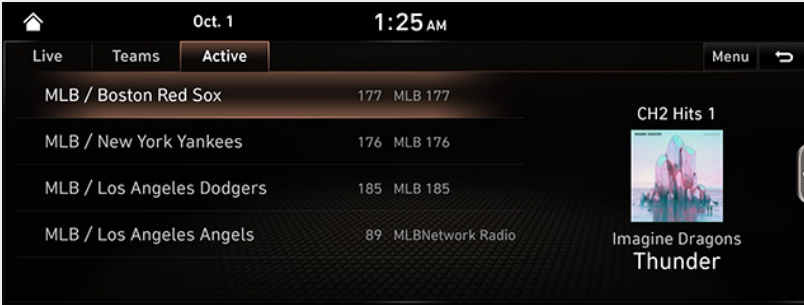 Oct. 1
1:25 AM
Live Teams Active Menu
MLB / Boston Red Sox 177 MLB 177
MLB / New York Yankees 176 MLB 176
MLB / Los Angeles Dodgers 185 MLB 185
MLB / Los Angeles Angels 89 MLBNetwork Radio
CH2 Hits 1
Imagine Dragons
Thunder